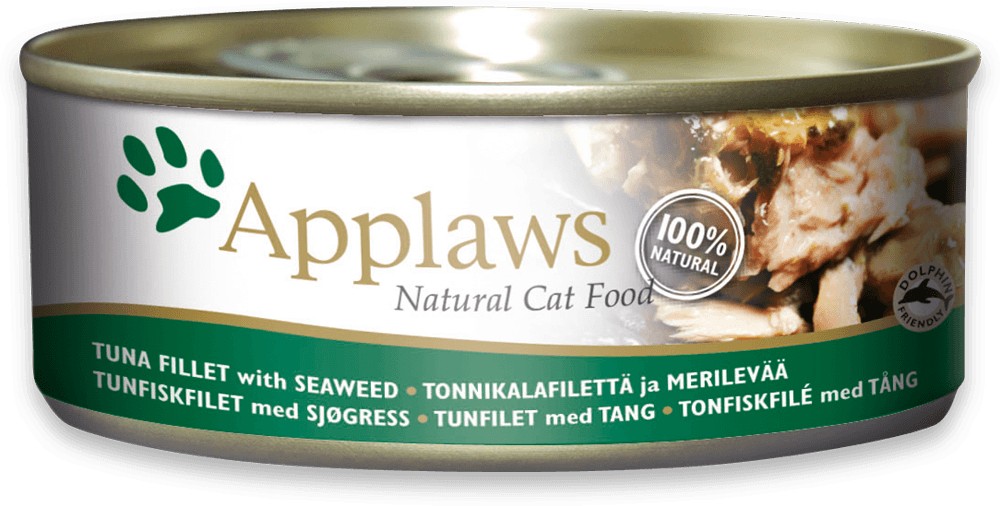 Applaws
Natural Cat Food
100%
NATURAL
DOLPHIN
FRIENDLY
TUNA FILLET with SEAWEED • TONNIKALAFILETTÄ ja MERILEVÄÄ
TUNFISKFILET med SJØGRESS • TUNFILET med TANG • TONFISKFILÉ med TÅNG